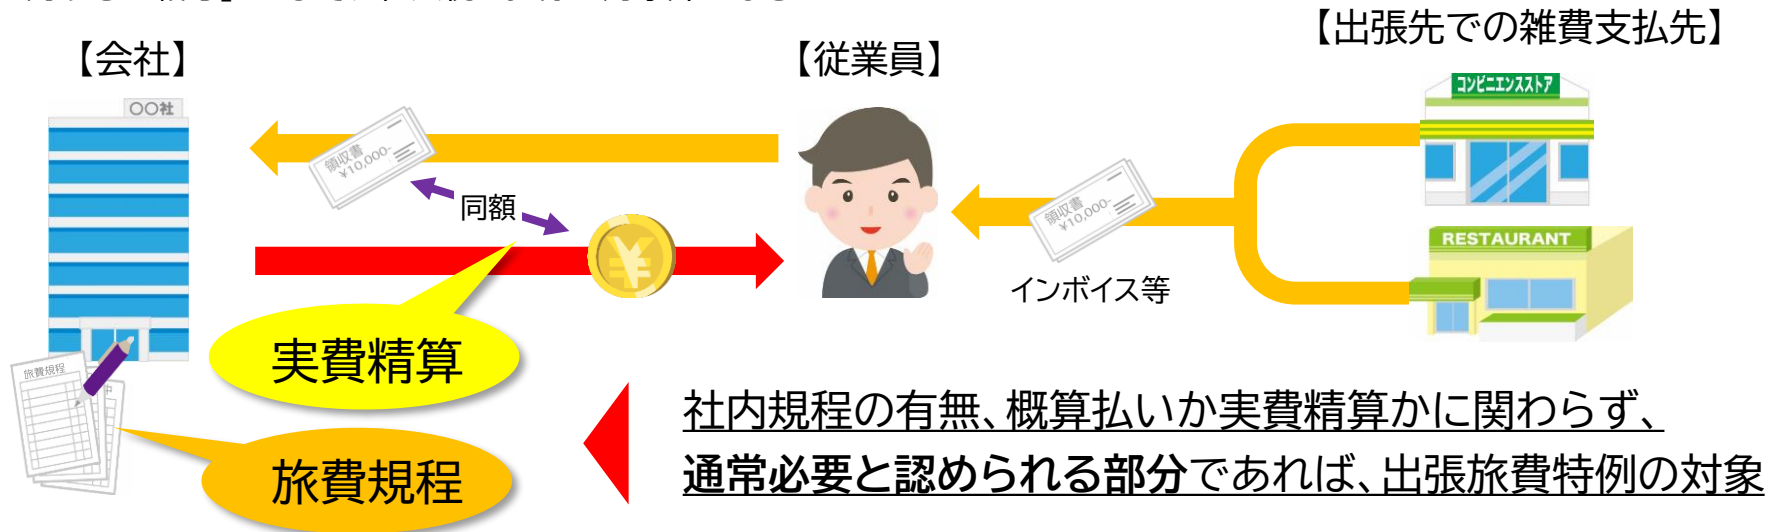 【会社】
【従業員】
【出張先での雑費支払先】
〇〇社
コンビニエンスストア
領収書
¥10,000-
同額
領収書
¥10,000-
RESTAURANT
インボイス等
実費精算
旅費規程
社内規程の有無、概算払いか実費精算かに関わらず、
通常必要と認められる部分であれば、出張旅費特例の対象
旅費規程